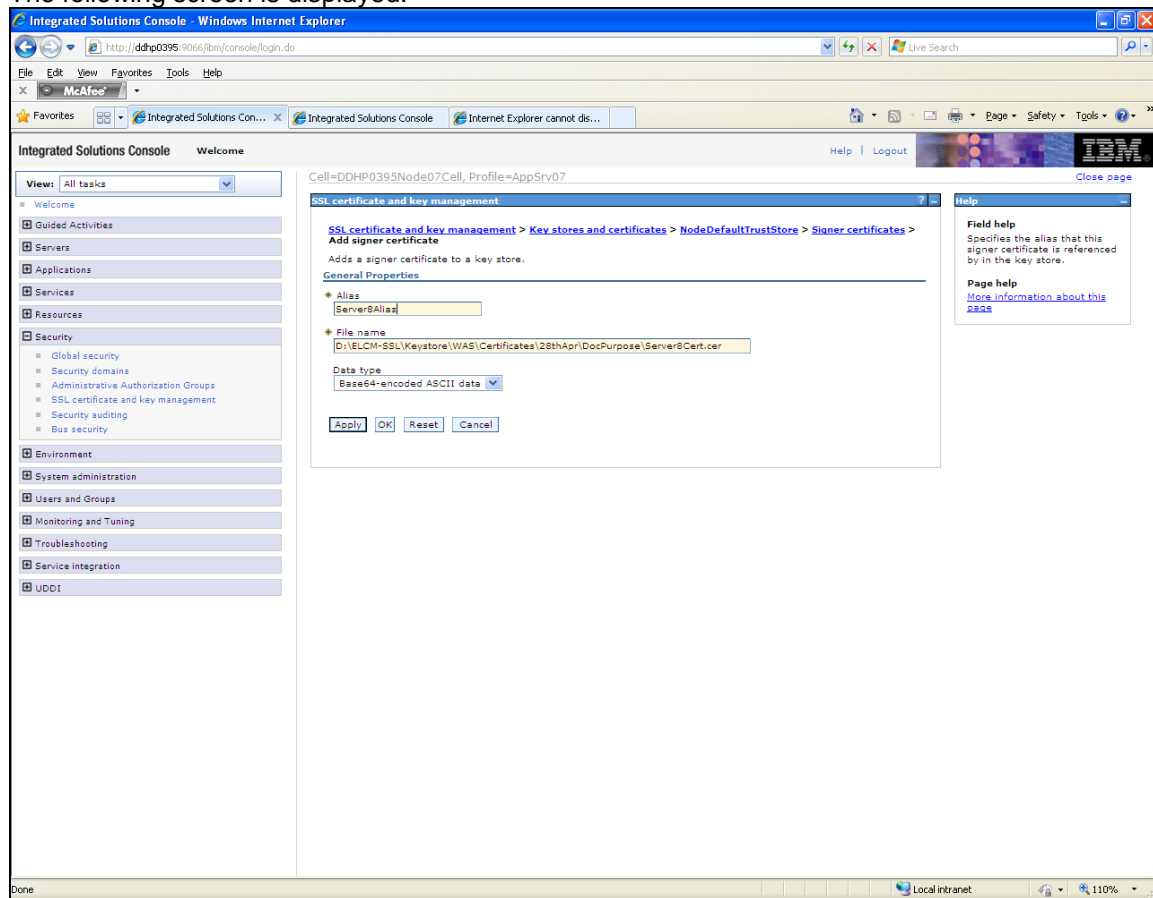 The following screen is displayed.
Integrated Solutions Console - Windows Internet Explorer
http://ddhp0395:9066/ibm/console/login.do
Live Search
File Edit View Favorites Tools Help
X McAfee
Favorites
Integrated Solutions Con... X
Integrated Solutions Console
Internet Explorer cannot dis...
Page Safety Tools
Integrated Solutions Console Welcome
Help | Logout
IBM
View: All tasks
Welcome
Guided Activities
Servers
Applications
Services
Resources
Security
Global security
Security domains
Administrative Authorization Groups
SSL certificate and key management
Security auditing
Bus security
Environment
System administration
Users and Groups
Monitoring and Tuning
Troubleshooting
Service integration
UDDI
Cell=DDHP0395Node07Cell, Profile=AppSrv07
Close page
SSL certificate and key management ? -
SSL certificate and key management > Key stores and certificates > NodeDefaultTrustStore > Signer certificates >
Add signer certificate
Adds a signer certificate to a key store.
General Properties
* Alias
Server8Alias
* File name
D:\ELCM-SSL\Keystore\WAS\Certificates\28thApr\DocPurpose\Server8Cert.cer
Data type
Base64-encoded ASCII data
Apply OK Reset Cancel
Help -
Field help
Specifies the alias that this
signer certificate is referenced
by in the key store.
Page help
More information about this
page
Done
Local intranet
110%